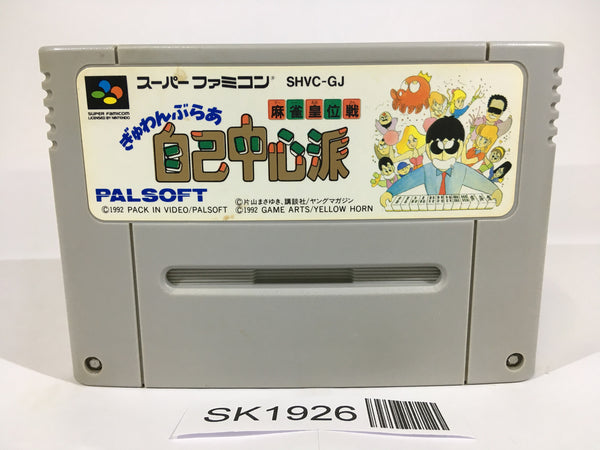 スーパーファミコン® SHVC-GJ
SUPER FAMICOM
LICENSED BY NINTENDO
麻雀皇位戦
ぎゅわんぶらあ
自己中心派
PALSOFT
©片山まさゆき、講談社/ヤングマガジン
©1992 PACK IN VIDEO/PALSOFT ©1992 GAME ARTS/YELLOW HORN
SK1926